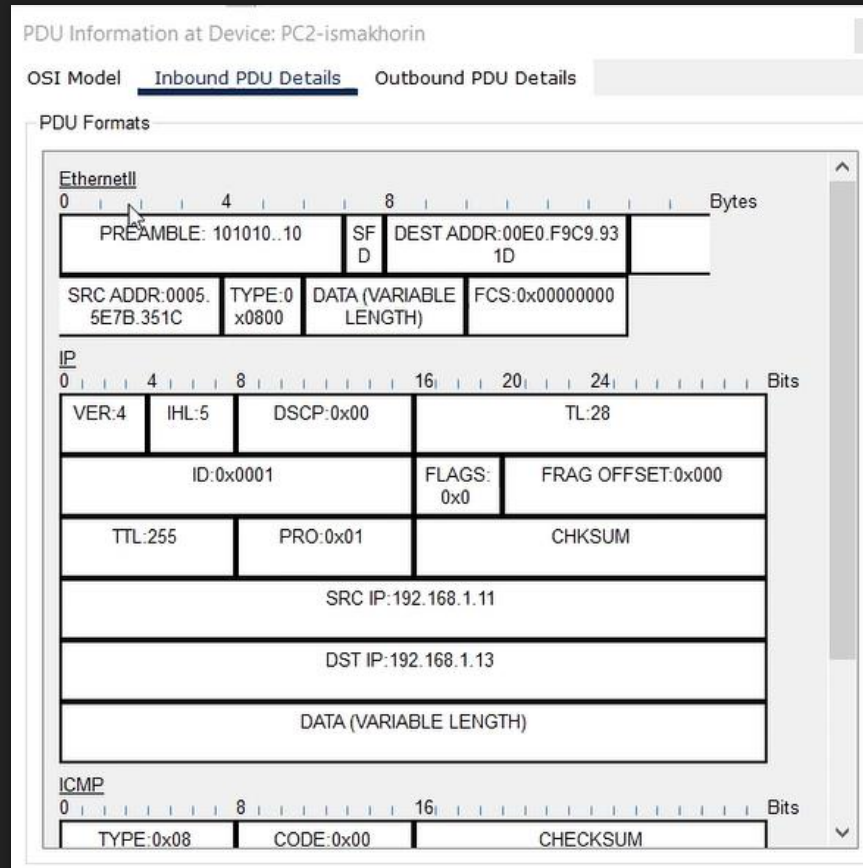 PDU Information at Device: PC2-ismakhorin
OSI Model Inbound PDU Details Outbound PDU Details
PDU Formats
EthernetII
0 4 8 Bytes
PREAMBLE: 101010..10 SF DEST ADDR:00E0.F9C9.93
D 1D
SRC ADDR:0005. TYPE:0 DATA (VARIABLE FCS:0x00000000
5E7B.351C x0800 LENGTH)
IP
0 4 8 16 20 24 Bits
VER:4 IHL:5 DSCP:0x00 TL:28
ID:0x0001 FLAGS: FRAG OFFSET:0x000
0x0
TTL:255 PRO:0x01 CHKSUM
SRC IP:192.168.1.11
DST IP:192.168.1.13
DATA (VARIABLE LENGTH)
ICMP
0 8 16 Bits
TYPE:0x08 CODE:0x00 CHECKSUM